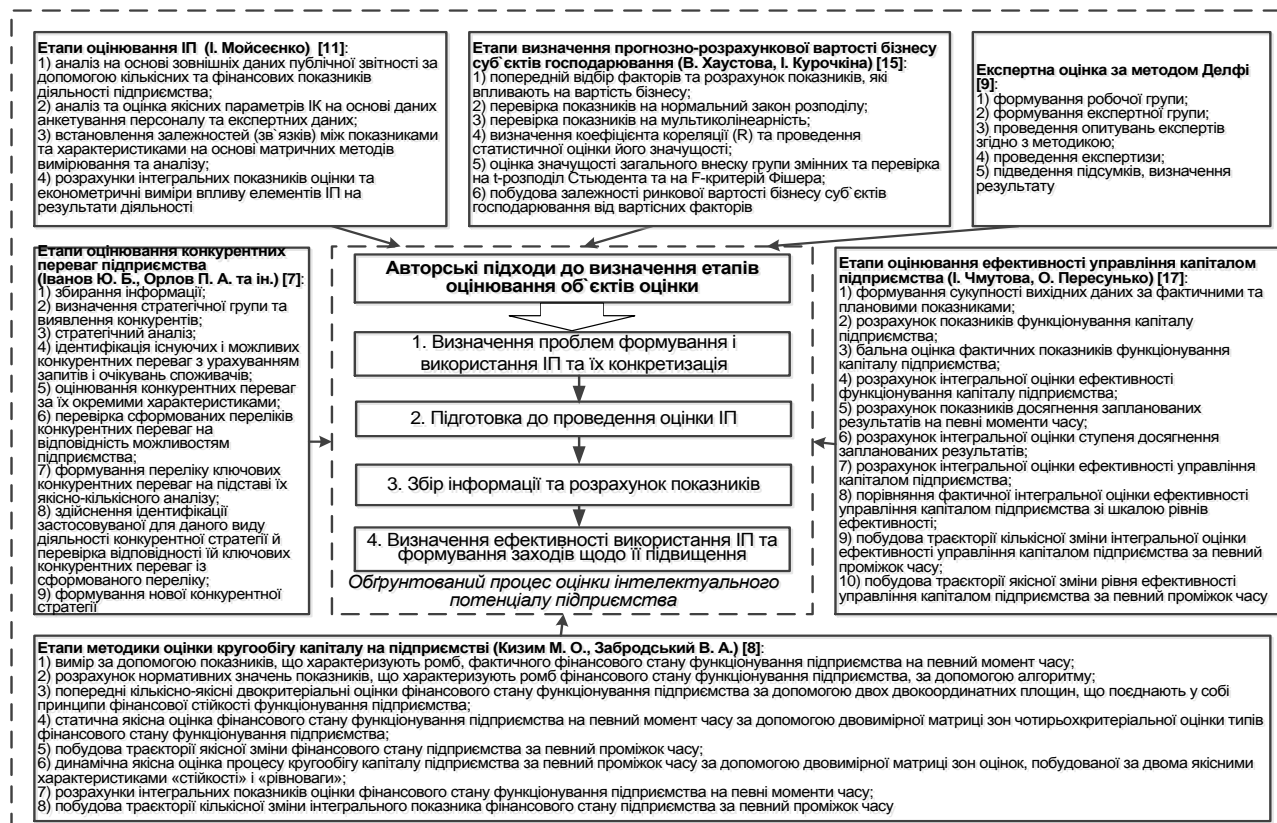 Етапи оцінювання ІП (І. Мойсеєнко) [11]:
1) аналіз на основі зовнішніх даних публічної звітності за
допомогою кількісних та фінансових показників
діяльності підприємства;
2) аналіз та оцінка якісних параметрів ІК на основі даних
анкетування персоналу та експертних даних;
3) встановлення залежностей (зв`язків) між показниками
та характеристиками на основі матричних методів
вимірювання та аналізу;
4) розрахунки інтегральних показників оцінки та
економетричні виміри впливу елементів ІП на
результати діяльності
Етапи визначення прогнозно-розрахункової вартості бізнесу
суб`єктів господарювання (В. Хаустова, І. Курочкіна) [15]:
1) попередній відбір факторів та розрахунок показників, які
впливають на вартість бізнесу;
2) перевірка показників на нормальний закон розподілу;
3) перевірка показників на мультиколінеарність;
4) визначення коефіцієнта кореляції (R) та проведення
статистичної оцінки його значущості;
5) оцінка значущості загального внеску групи змінних та перевірка
на t-розподіл Стьюдента та на F-критерій Фішера;
6) побудова залежності ринкової вартості бізнесу суб`єктів
господарювання від вартісних факторів
Експертна оцінка за методом Делфі
[9]:
1) формування робочої групи;
2) формування експертної групи;
3) проведення опитувань експертів
згідно з методикою;
4) проведення експертизи;
5) підведення підсумків, визначення
результату
Етапи оцінювання конкурентних
переваг підприємства
(Іванов Ю. Б., Орлов П. А. та ін.) [7]:
1) збирання інформації;
2) визначення стратегічної групи та
виявлення конкурентів;
3) стратегічний аналіз;
4) ідентифікація існуючих і можливих
конкурентних переваг з урахуванням
запитів і очікувань споживачів;
5) оцінювання конкурентних переваг
за їх окремими характеристиками;
6) перевірка сформованих переліків
конкурентних переваг на
відповідність можливостям
підприємства;
7) формування переліку ключових
конкурентних переваг на підставі їх
якісно-кількісного аналізу;
8) здійснення ідентифікації
застосовуваної для даного виду
діяльності конкурентної стратегії й
перевірка відповідності їй ключових
конкурентних переваг із
сформованого переліку;
9) формування нової конкурентної
стратегії
Авторські підходи до визначення етапів
оцінювання об`єктів оцінки
1. Визначення проблем формування і
використання ІП та їх конкретизація
2. Підготовка до проведення оцінки ІП
3. Збір інформації та розрахунок показників
4. Визначення ефективності використання ІП та
формування заходів щодо її підвищення
Обґрунтований процес оцінки інтелектуального
потенціалу підприємства
Етапи оцінювання ефективності управління капіталом
підприємства (І. Чмутова, О. Пересунько) [17]:
1) формування сукупності вихідних даних за фактичними та
плановими показниками;
2) розрахунок показників функціонування капіталу
підприємства;
3) бальна оцінка фактичних показників функціонування
капіталу підприємства;
4) розрахунок інтегральної оцінки ефективності
функціонування капіталу підприємства;
5) розрахунок показників досягнення запланованих
результатів на певні моменти часу;
6) розрахунок інтегральної оцінки ступеня досягнення
запланованих результатів;
7) розрахунок інтегральної оцінки ефективності управління
капіталом підприємства;
8) порівняння фактичної інтегральної оцінки ефективності
управління капіталом підприємства зі шкалою рівнів
ефективності;
9) побудова траєкторії кількісної зміни інтегральної оцінки
ефективності управління капіталом підприємства за певний
проміжок часу;
10) побудова траєкторії якісної зміни рівня ефективності
управління капіталом підприємства за певний проміжок часу
Етапи методики оцінки кругообігу капіталу на підприємстві (Кизим М. О., Забродський В. А.) [8]:
1) вимір за допомогою показників, що характеризують ромб, фактичного фінансового стану функціонування підприємства на певний момент часу;
2) розрахунок нормативних значень показників, що характеризують ромб фінансового стану функціонування підприємства, за допомогою алгоритму;
3) попередні кількісно-якісні двокритеріальні оцінки фінансового стану функціонування підприємства за допомогою двох двокоординатних площин, що поєднають у собі
принципи фінансової стійкості функціонування підприємства;
4) статична якісна оцінка фінансового стану функціонування підприємства на певний момент часу за допомогою двовимірної матриці зон чотирьохкритеріальної оцінки типів
фінансового стану функціонування підприємства;
5) побудова траєкторії якісної зміни фінансового стану підприємства за певний проміжок часу;
6) динамічна якісна оцінка процесу кругообігу капіталу підприємства за певний проміжок часу за допомогою двовимірної матриці зон оцінок, побудованої за двома якісними
характеристиками «стійкості» і «рівноваги»;
7) розрахунки інтегральних показників оцінки фінансового стану функціонування підприємства на певні моменти часу;
8) побудова траєкторії кількісної зміни інтегрального показника фінансового стану підприємства за певний проміжок часу